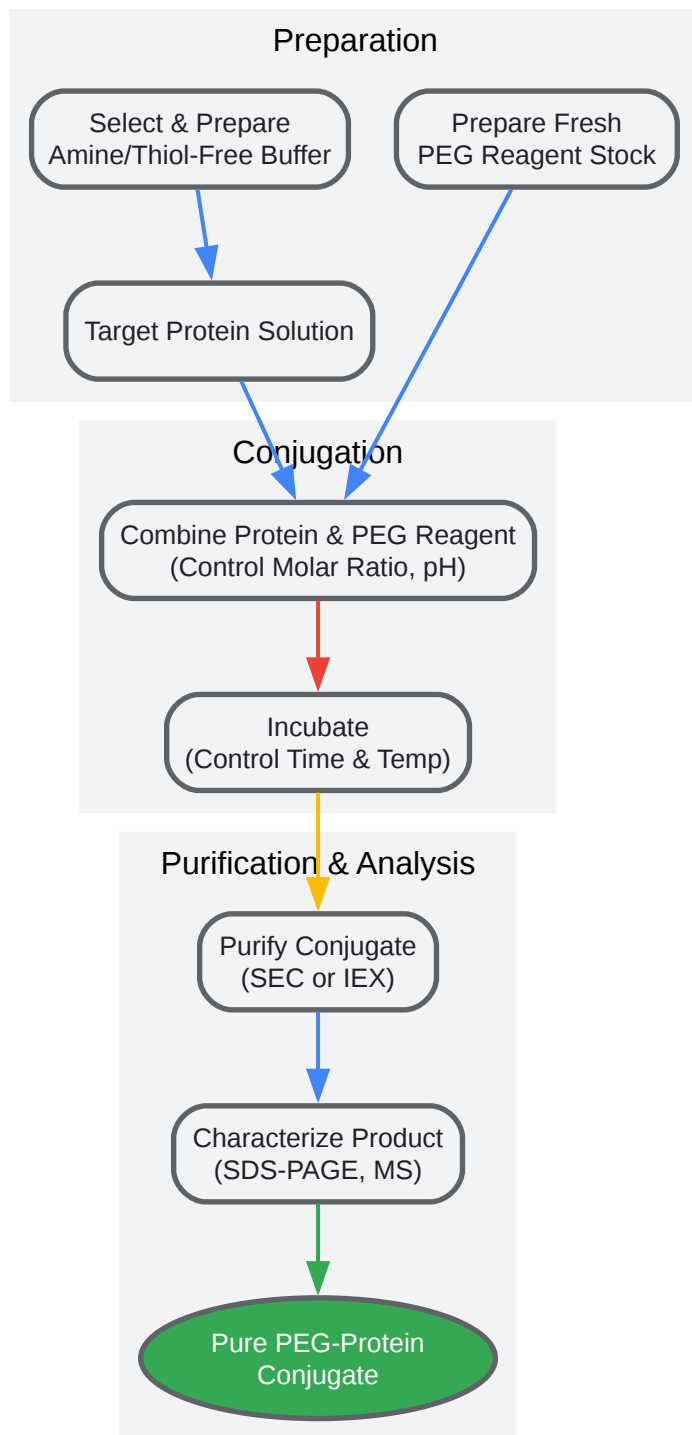 Preparation
Select & Prepare
Amine/Thiol-Free Buffer
Prepare Fresh
PEG Reagent Stock
Target Protein Solution
Conjugation
Combine Protein & PEG Reagent
(Control Molar Ratio, pH)
Incubate
(Control Time & Temp)
Purification & Analysis
Purify Conjugate
(SEC or IEX)
Characterize Product
(SDS-PAGE, MS)
Pure PEG-Protein
Conjugate